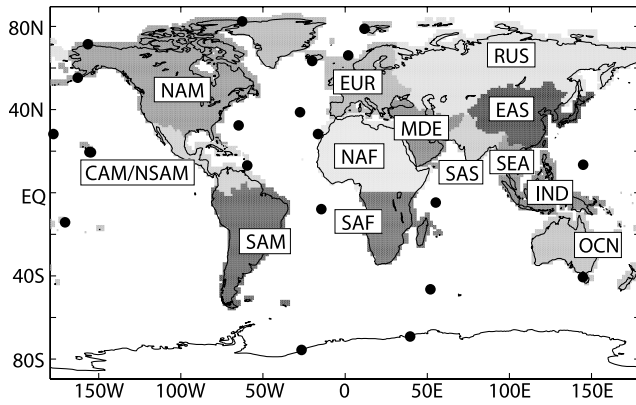 80N
RUS
EUR
NAM
EAS
40N
MDE
NAF
SEA
SAS
CAM/NSAM
IND
EQ
SAF
SAM
OCN
40S
80S
150W 100W 50W 0 50E 100E 150E